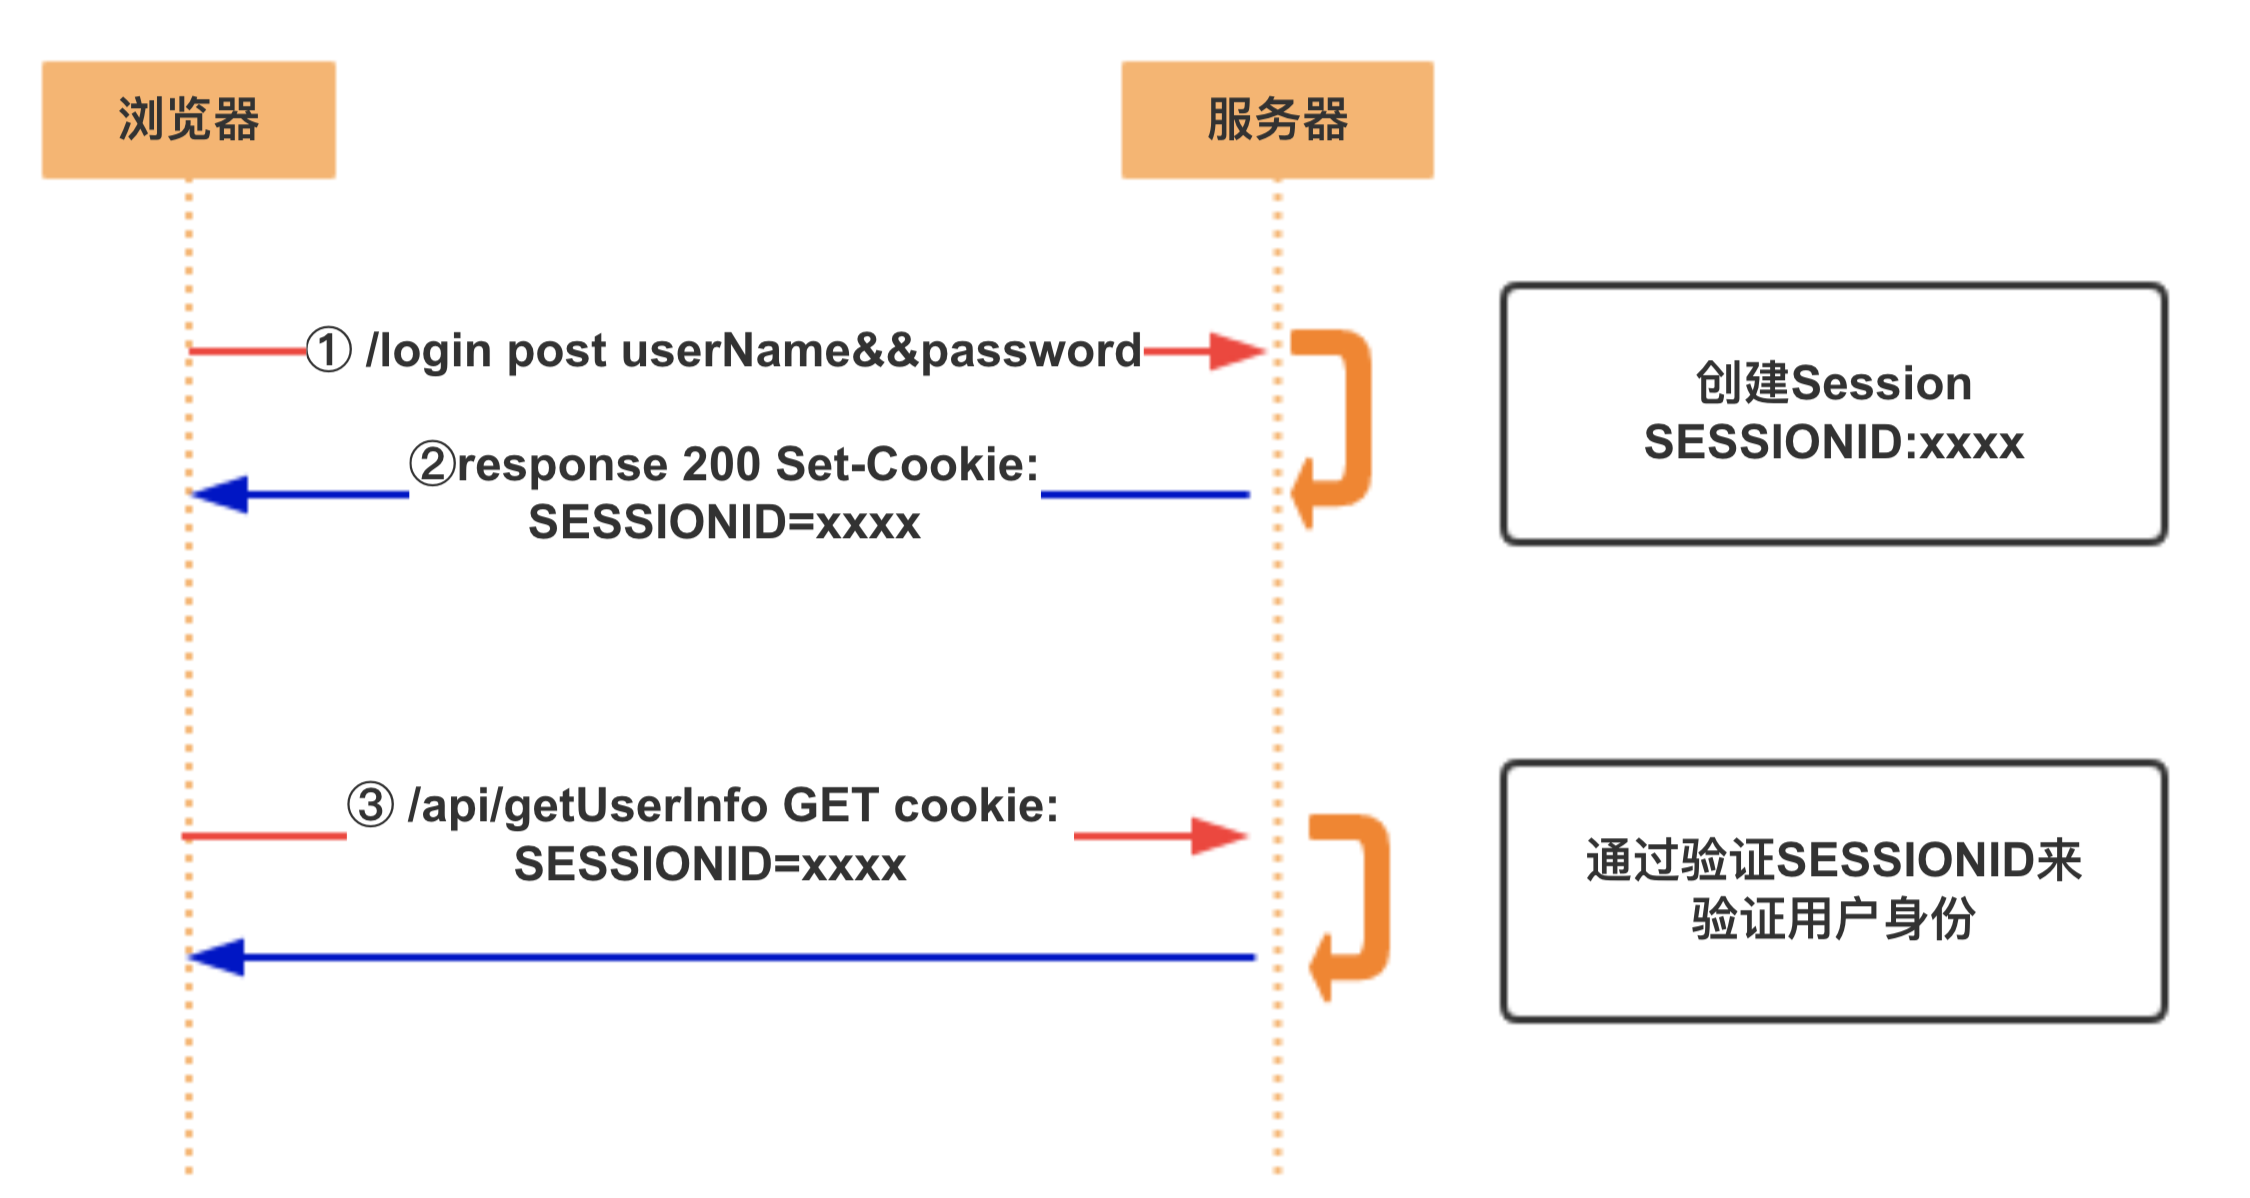 浏览器
服务器
① /login post userName&&password
创建Session
SESSIONID:xxxx
②response 200 Set-Cookie:
SESSIONID=xxxx
③ /api/getUserInfo GET cookie:
SESSIONID=xxxx
通过验证SESSIONID来
验证用户身份